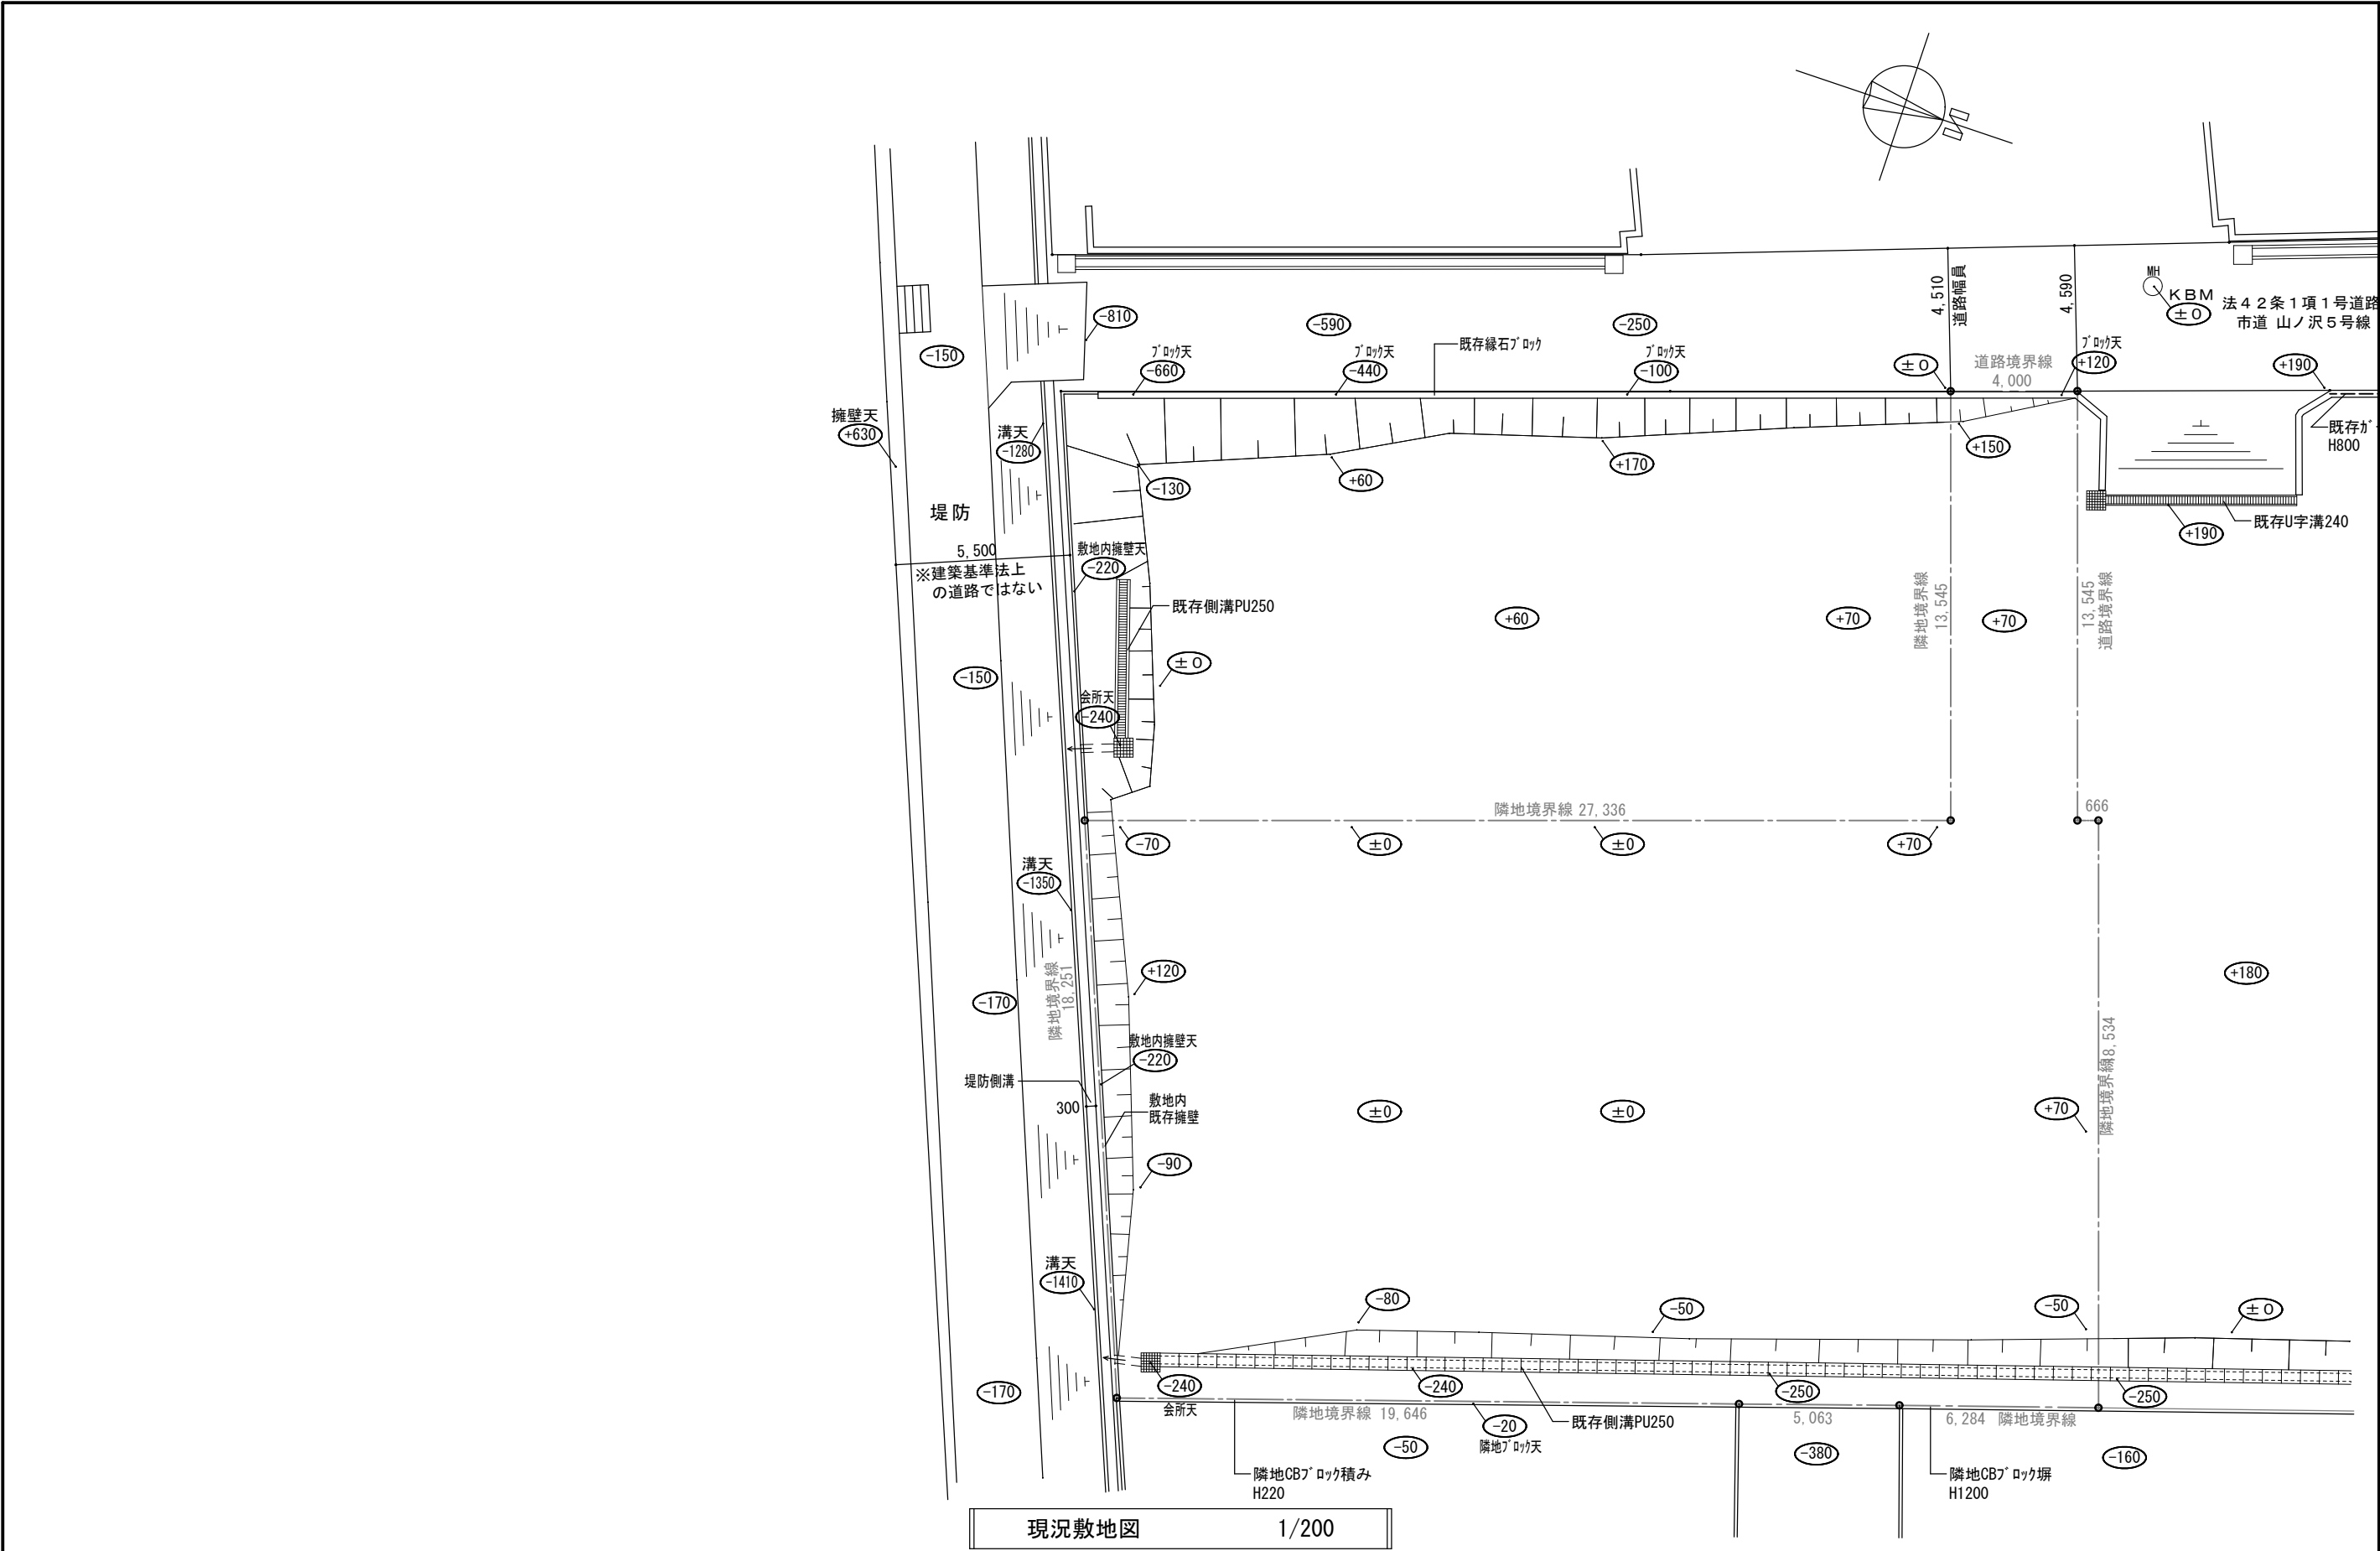 N
4,510
道路幅員
4,590
MH
KBM
±0
法42条1項1号道路
市道 山ノ沢5号線
-810
-590
-250
-150
ブロック天
-660
ブロック天
-440
既存縁石ブロック
ブロック天
-100
±0
道路境界線
4,000
ブロック天
+120
+190
擁壁天
+630
溝天
-1280
既存ガ
H800
+150
+170
+60
-130
堤防
+190
既存U字溝240
5,500
※建築基準法上
の道路ではない
敷地内擁壁天
-220
既存側溝PU250
+60
+70
隣地境界線
13,545
+70
13,545
道路境界線
±0
-150
会所天
-240
隣地境界線 27,336
666
-70
±0
±0
+70
溝天
-1350
+120
+180
隣地境界線
18,251
-170
敷地内擁壁天
-220
堤防側溝
300
敷地内
既存擁壁
±0
±0
+70
隣地境界線18,534
-90
溝天
-1410
-80
-50
-50
±0
-170
-240
会所天
-240
-250
-250
隣地境界線 19,646
-20
隣地ブロック天
既存側溝PU250
5,063
6,284 隣地境界線
-50
-380
-160
隣地CBブロック積み
H220
隣地CBブロック塀
H1200
現況敷地図 1/200